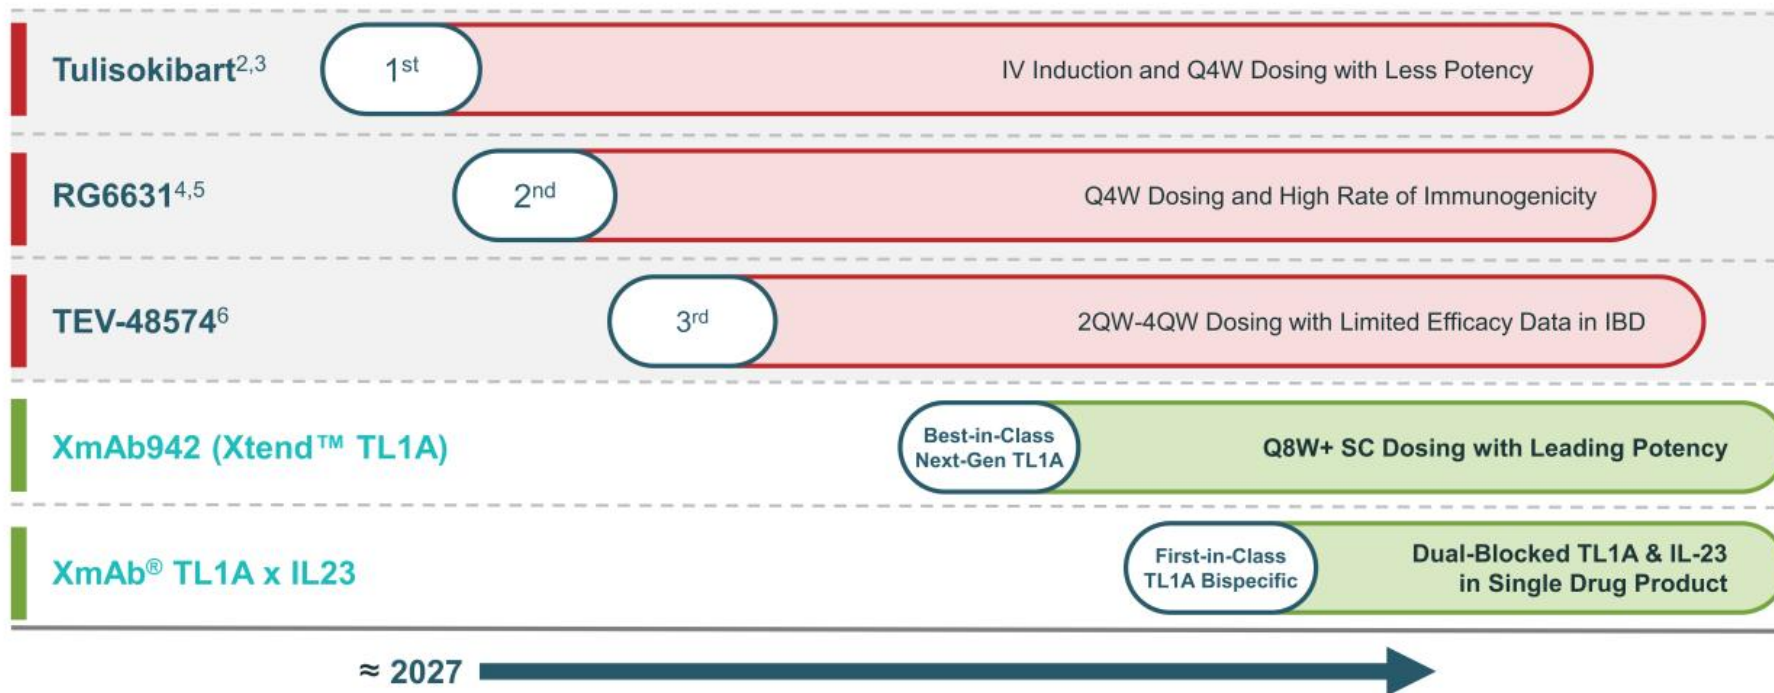 Tulisokibart2,3
1st
IV Induction and Q4W Dosing with Less Potency
RG66314,5
2nd
Q4W Dosing and High Rate of Immunogenicity
TEV-485746
3rd
2QW-4QW Dosing with Limited Efficacy Data in IBD
XmAb942 (Xtend™ TL1A)
Best-in-Class
Next-Gen TL1A
Q8W+ SC Dosing with Leading Potency
XmAb® TL1A x IL23
First-in-Class
TL1A Bispecific
Dual-Blocked TL1A & IL-23
in Single Drug Product
≈ 2027